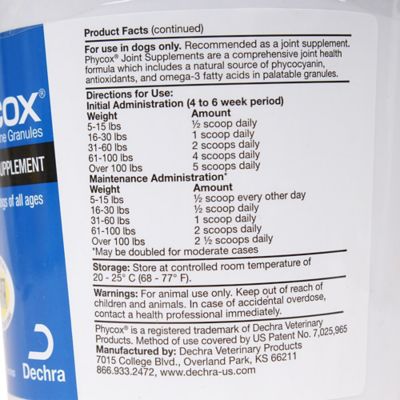 Product Facts (continued)
For use in dogs only. Recommended as a joint supplement.
Phycox® Joint Supplements are a comprehensive joint health
formula which includes a natural source of phycocyanin,
antioxidants, and omega-3 fatty acids in palatable granules.
Directions for Use:
Initial Administration (4 to 6 week period)
Weight Amount
5-15 lbs ½ scoop daily
16-30 lbs 1 scoop daily
31-60 lbs 2 scoops daily
61-100 lbs 4 scoops daily
Over 100 lbs 5 scoops daily
Maintenance Administration*
Weight Amount
5-15 lbs ½ scoop every other day
16-30 lbs ½ scoop daily
31-60 lbs 1 scoop daily
61-100 lbs 2 scoops daily
Over 100 lbs 2 ½ scoops daily
*May be doubled for moderate cases
Storage: Store at controlled room temperature of
20 - 25° C (68 - 77° F).
Warnings: For animal use only. Keep out of reach of
children and animals. In case of accidental overdose,
contact a health professional immediately.
Phycox® is a registered trademark of Dechra Veterinary
Products. Method of use covered by US Patent No. 7,025,965
Manufactured by: Dechra Veterinary Products
7015 College Blvd., Overland Park, KS 66211
866.933.2472, www.dechra-us.com
cox®
ne Granules
UPPLEMENT
ogs of all ages
Dechra